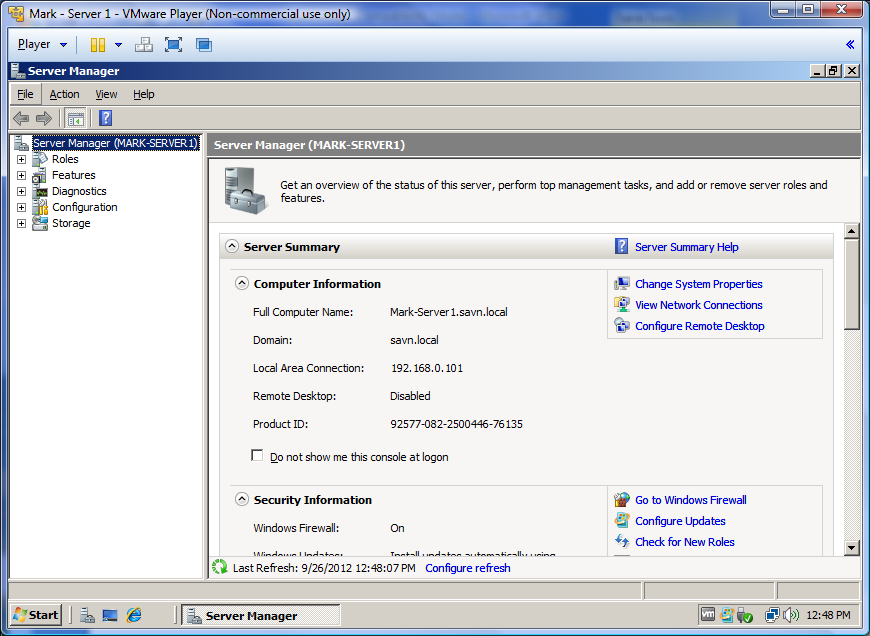 Mark - Server 1 - VMware Player (Non-commercial use only)
Player
Server Manager
File Action View Help
Server Manager (MARK-SERVER1)
Roles
Features
Diagnostics
Configuration
Storage
Server Manager (MARK-SERVER1)
Get an overview of the status of this server, perform top management tasks, and add or remove server roles and
features.
Server Summary
Server Summary Help
Computer Information
Full Computer Name: Mark-Server1.savn.local
Domain: savn.local
Local Area Connection: 192.168.0.101
Remote Desktop: Disabled
Product ID: 92577-082-2500446-76135
Do not show me this console at logon
Change System Properties
View Network Connections
Configure Remote Desktop
Security Information
Windows Firewall: On
Windows Updates: Install updates automatically using
Go to Windows Firewall
Configure Updates
Check for New Roles
Last Refresh: 9/26/2012 12:48:07 PM Configure refresh
Start
Server Manager
vm
12:48 PM